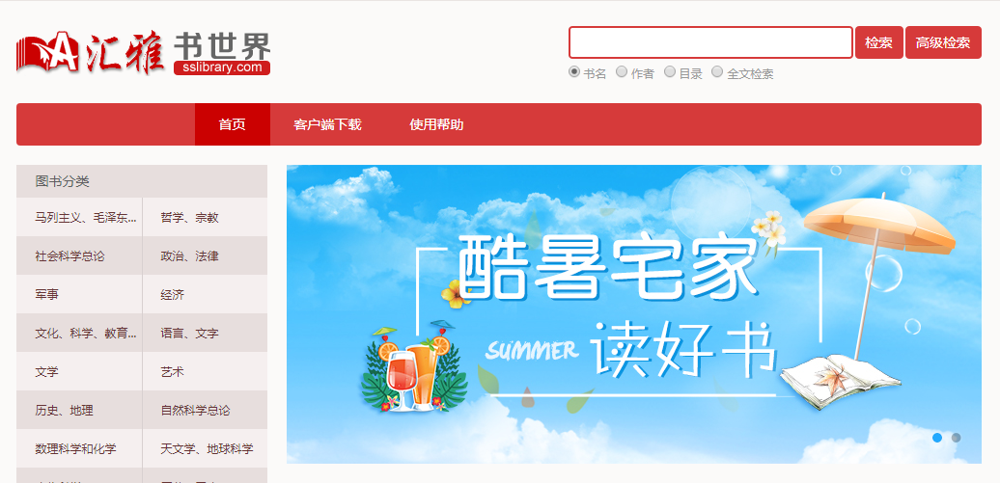 汇雅 书世界
sslibrary.com
检索 高级检索
书名 作者 目录 全文检索
首页 客户端下载 使用帮助
图书分类
马列主义、毛泽东... 哲学、宗教
社会科学总论 政治、法律
军事 经济
文化、科学、教育... 语言、文字
文学 艺术
历史、地理 自然科学总论
数理科学和化学 天文学、地球科学
酷暑宅家
SUMMER 读好书